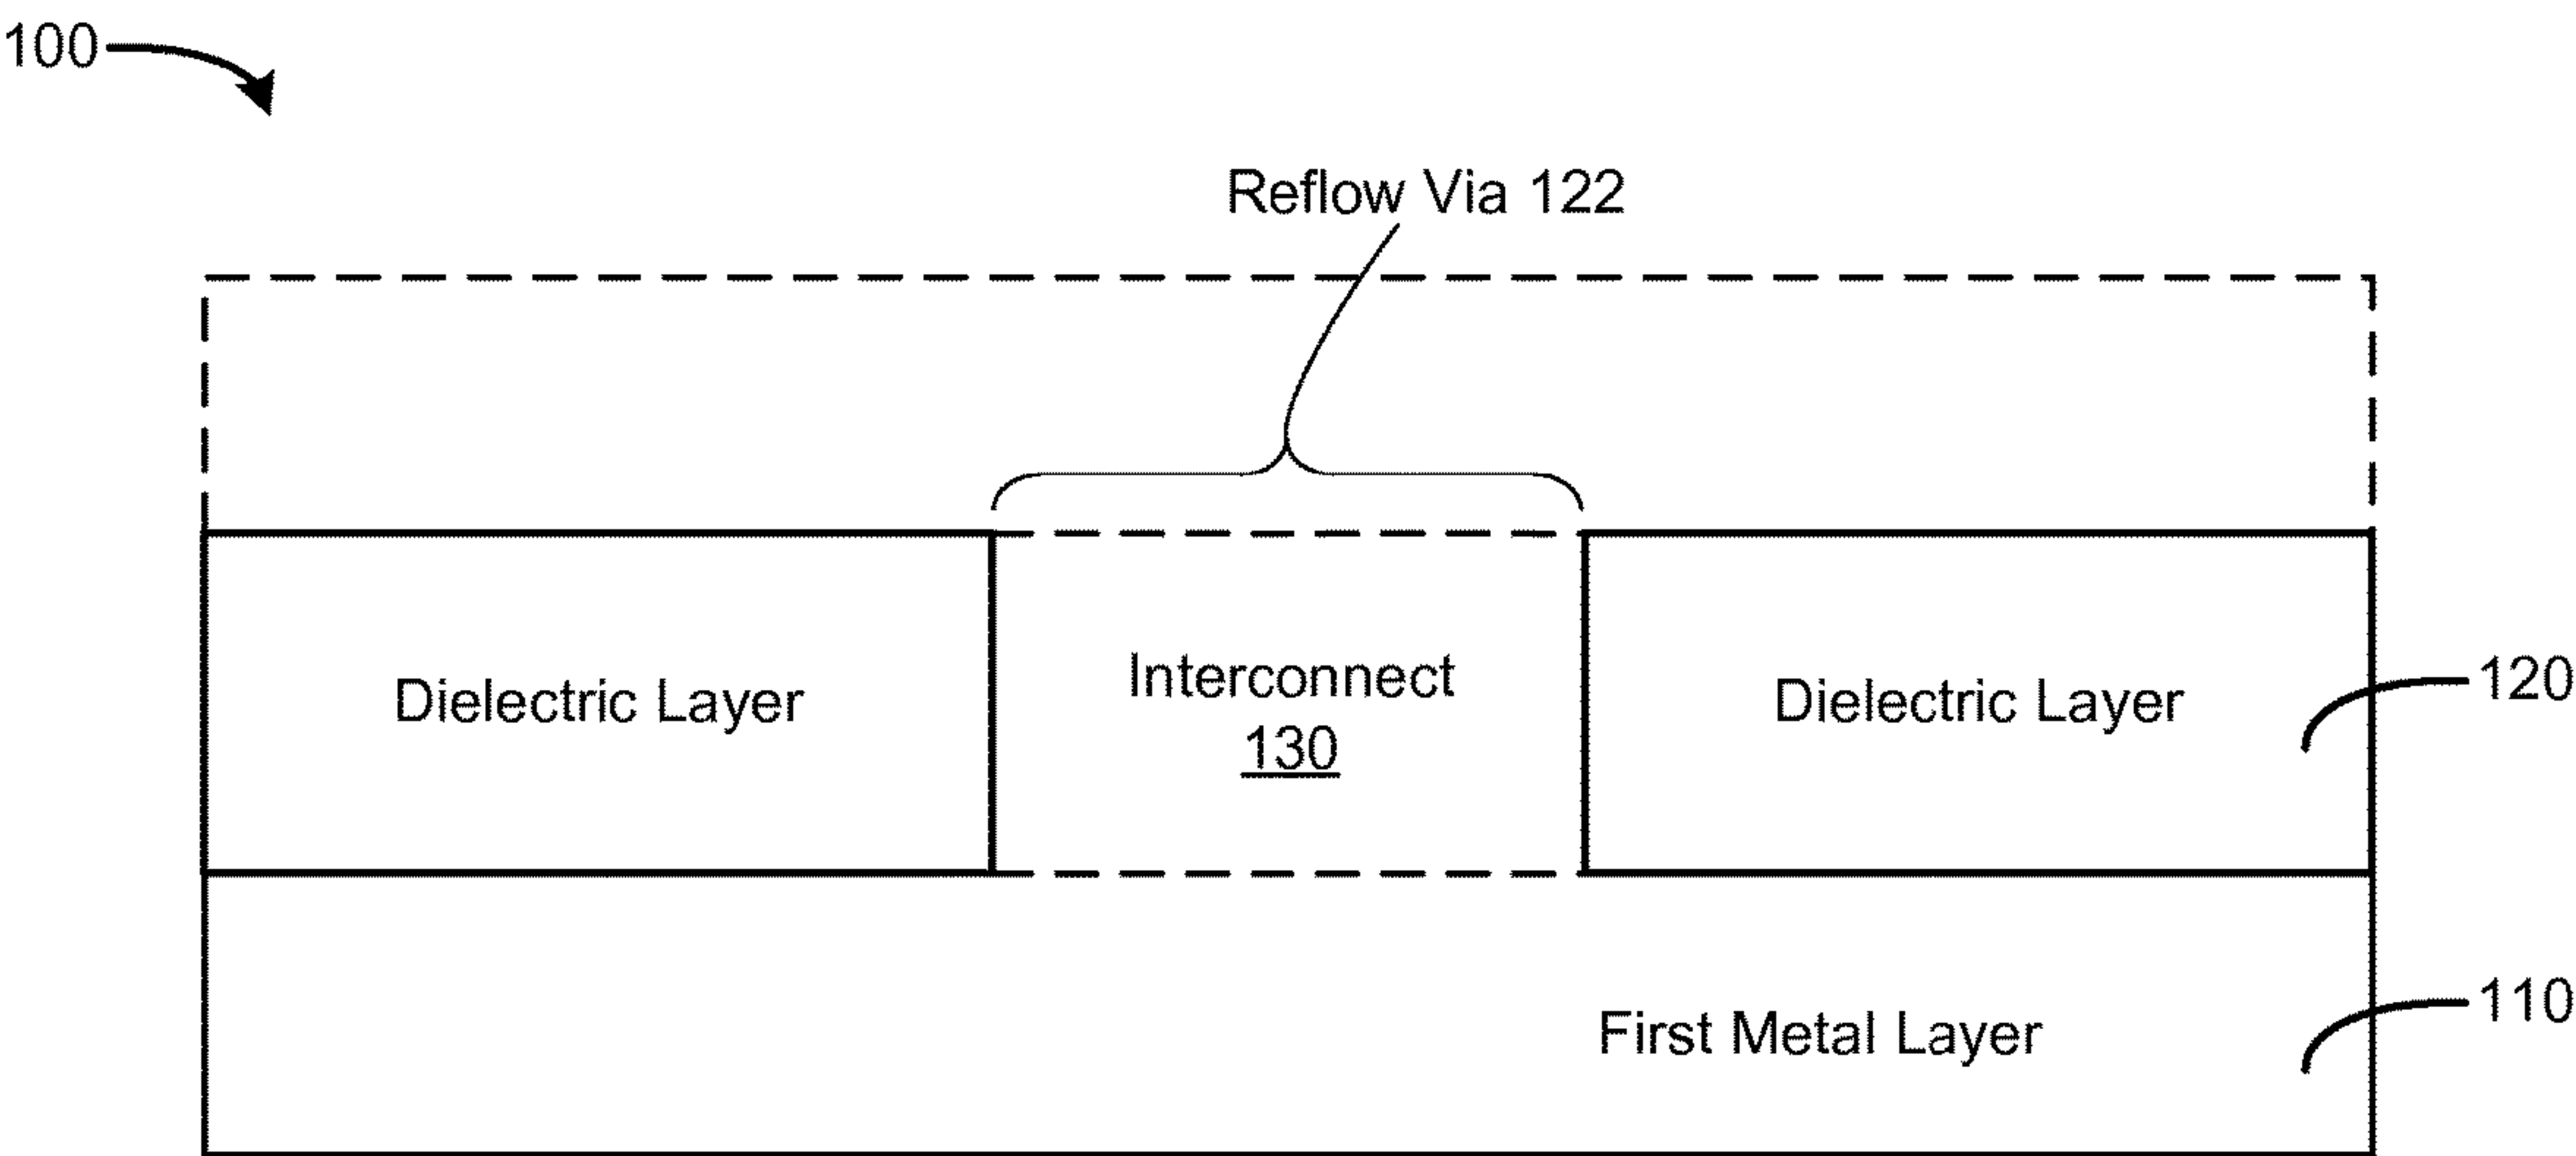 100
Reflow Via 122
Dielectric Layer
Interconnect
130
Dielectric Layer
120
First Metal Layer
110